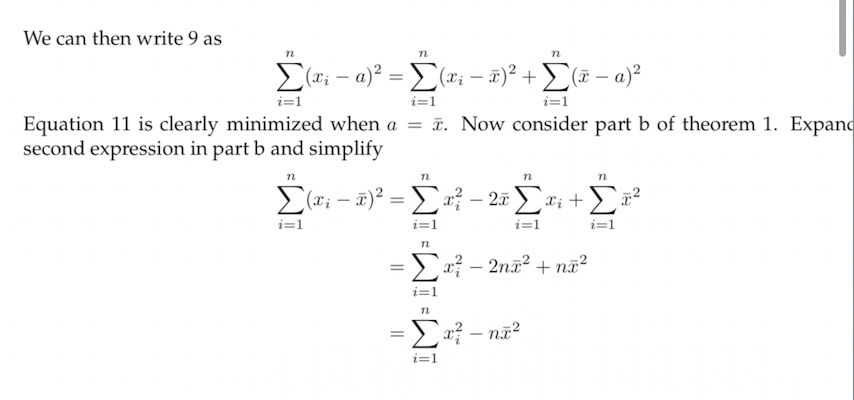 We can then write 9 as
\sum_{i=1}^{n}(x_i - a)^2 = \sum_{i=1}^{n}(x_i - \bar{x})^2 + \sum_{i=1}^{n}(\bar{x} - a)^2
Equation 11 is clearly minimized when a = \bar{x}. Now consider part b of theorem 1. Expand
second expression in part b and simplify
\sum_{i=1}^{n}(x_i - \bar{x})^2 = \sum_{i=1}^{n} x_i^2 - 2\bar{x} \sum_{i=1}^{n} x_i + \sum_{i=1}^{n} \bar{x}^2
= \sum_{i=1}^{n} x_i^2 - 2n\bar{x}^2 + n\bar{x}^2
= \sum_{i=1}^{n} x_i^2 - n\bar{x}^2